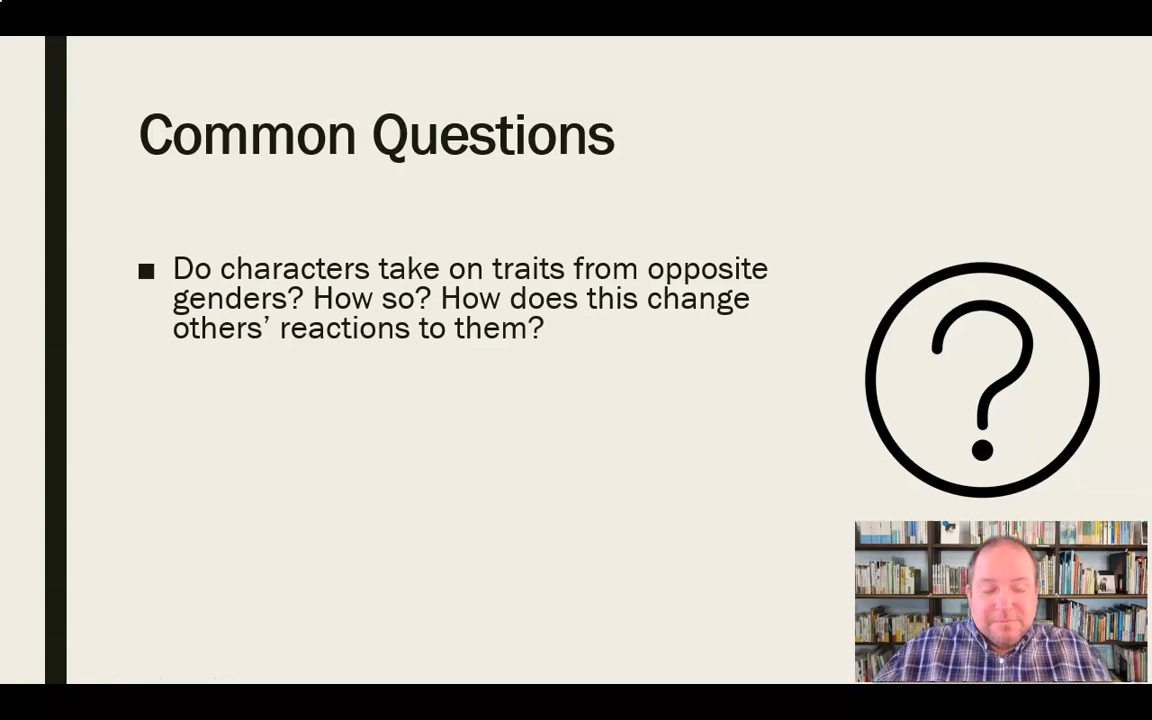 Common Questions
■ Do characters take on traits from opposite
genders? How so? How does this change
others’ reactions to them?